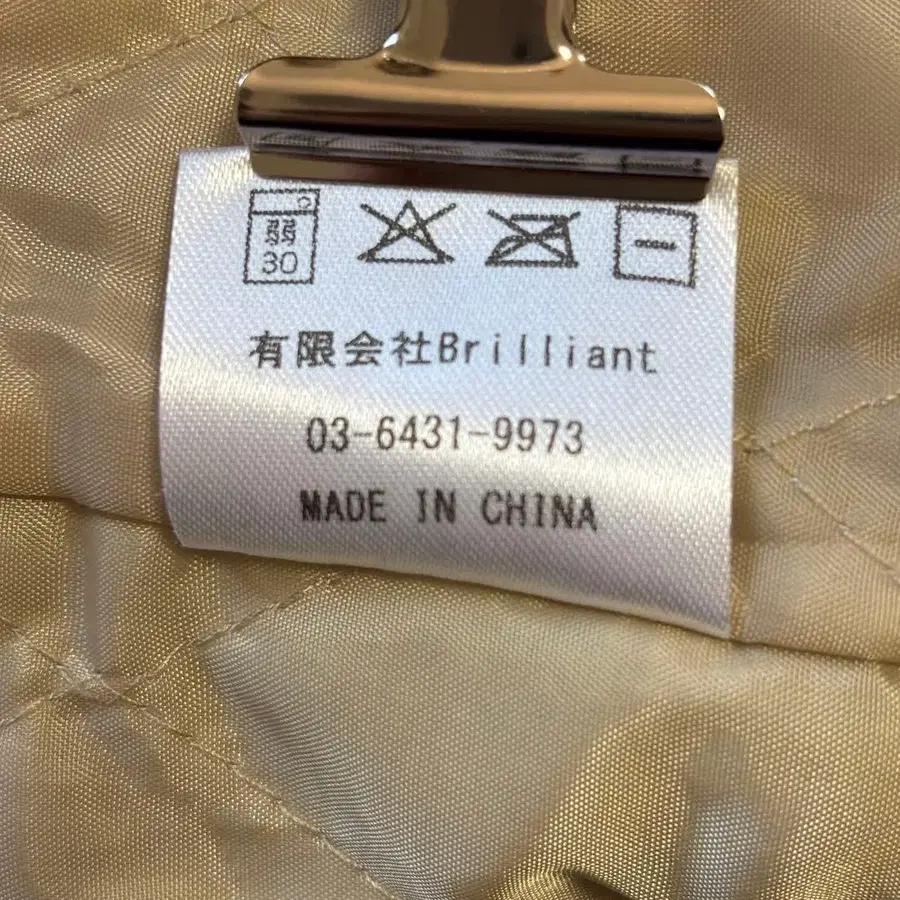 30
有限会社Brilliant
03-6431-9973
MADE IN CHINA